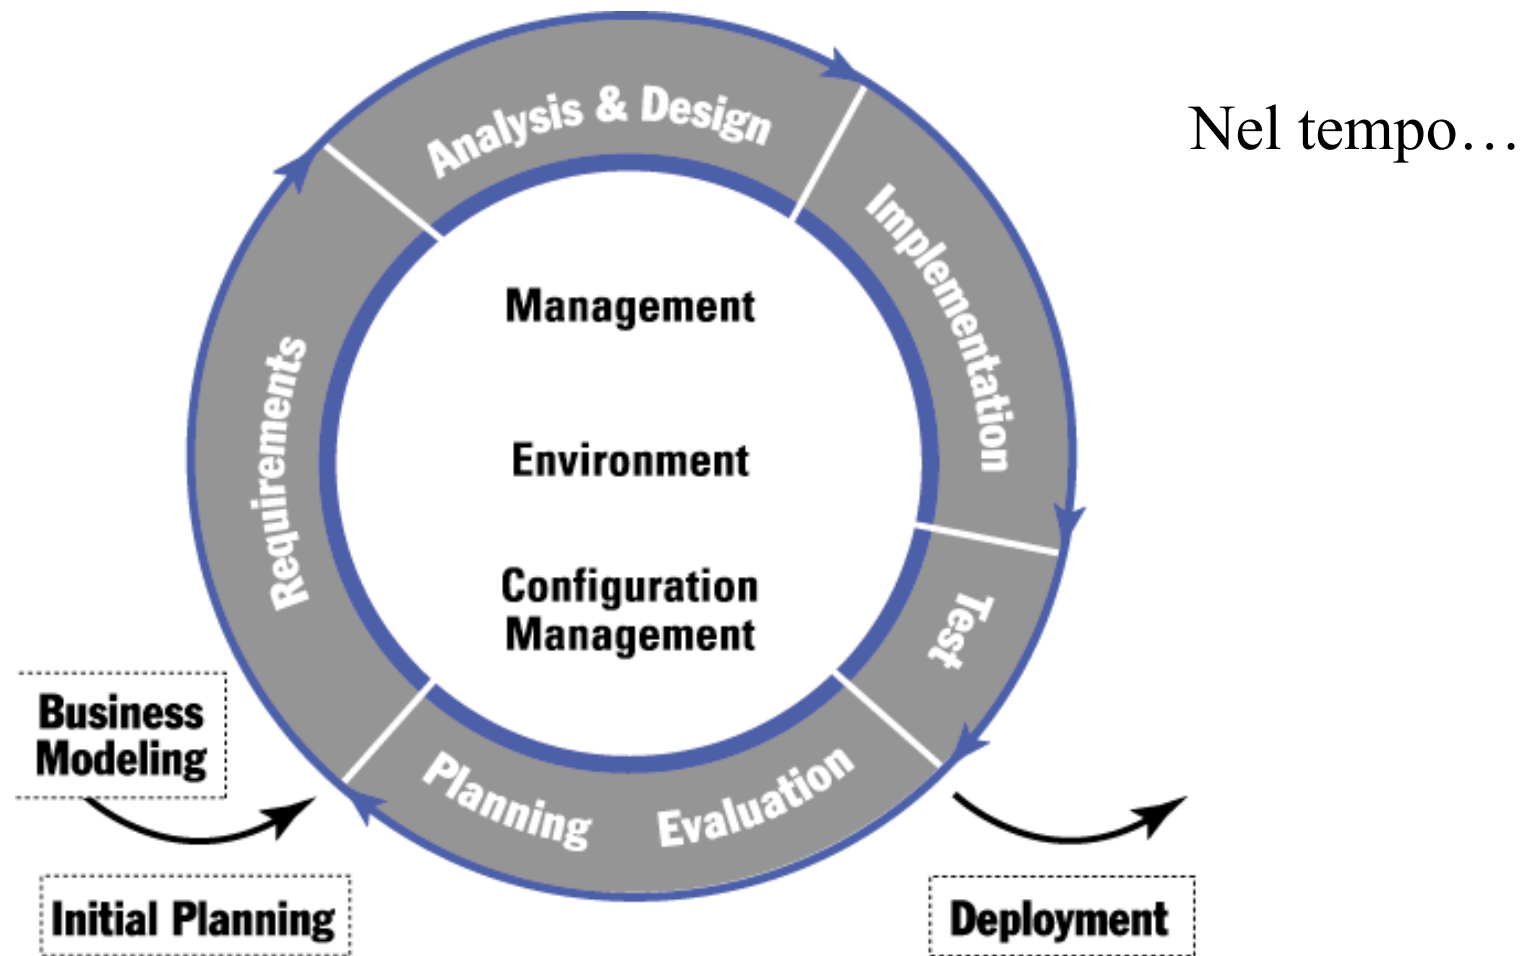 Nel tempo…
Analysis & Design
Implementation
Requirements
Management
Environment
Configuration
Management
Test
Business
Modeling
Planning
Evaluation
Initial Planning
Deployment